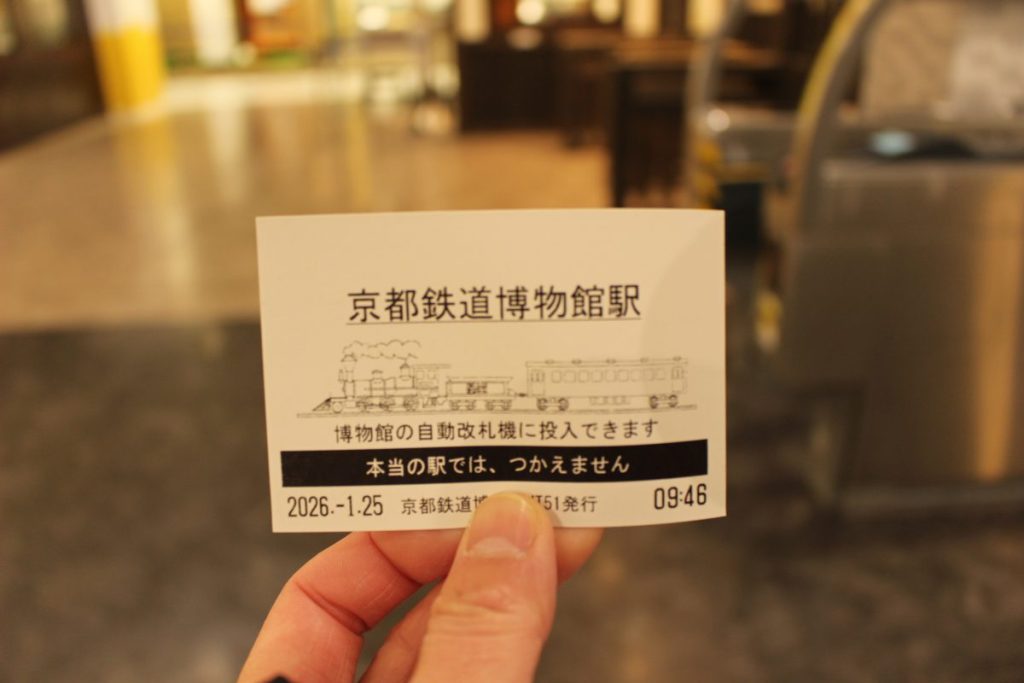 京都鉄道博物館駅
博物館の自動改札機に投入できます
本当の駅では、つかえません
2026.-1.25 京都鉄道博 51発行 09:46